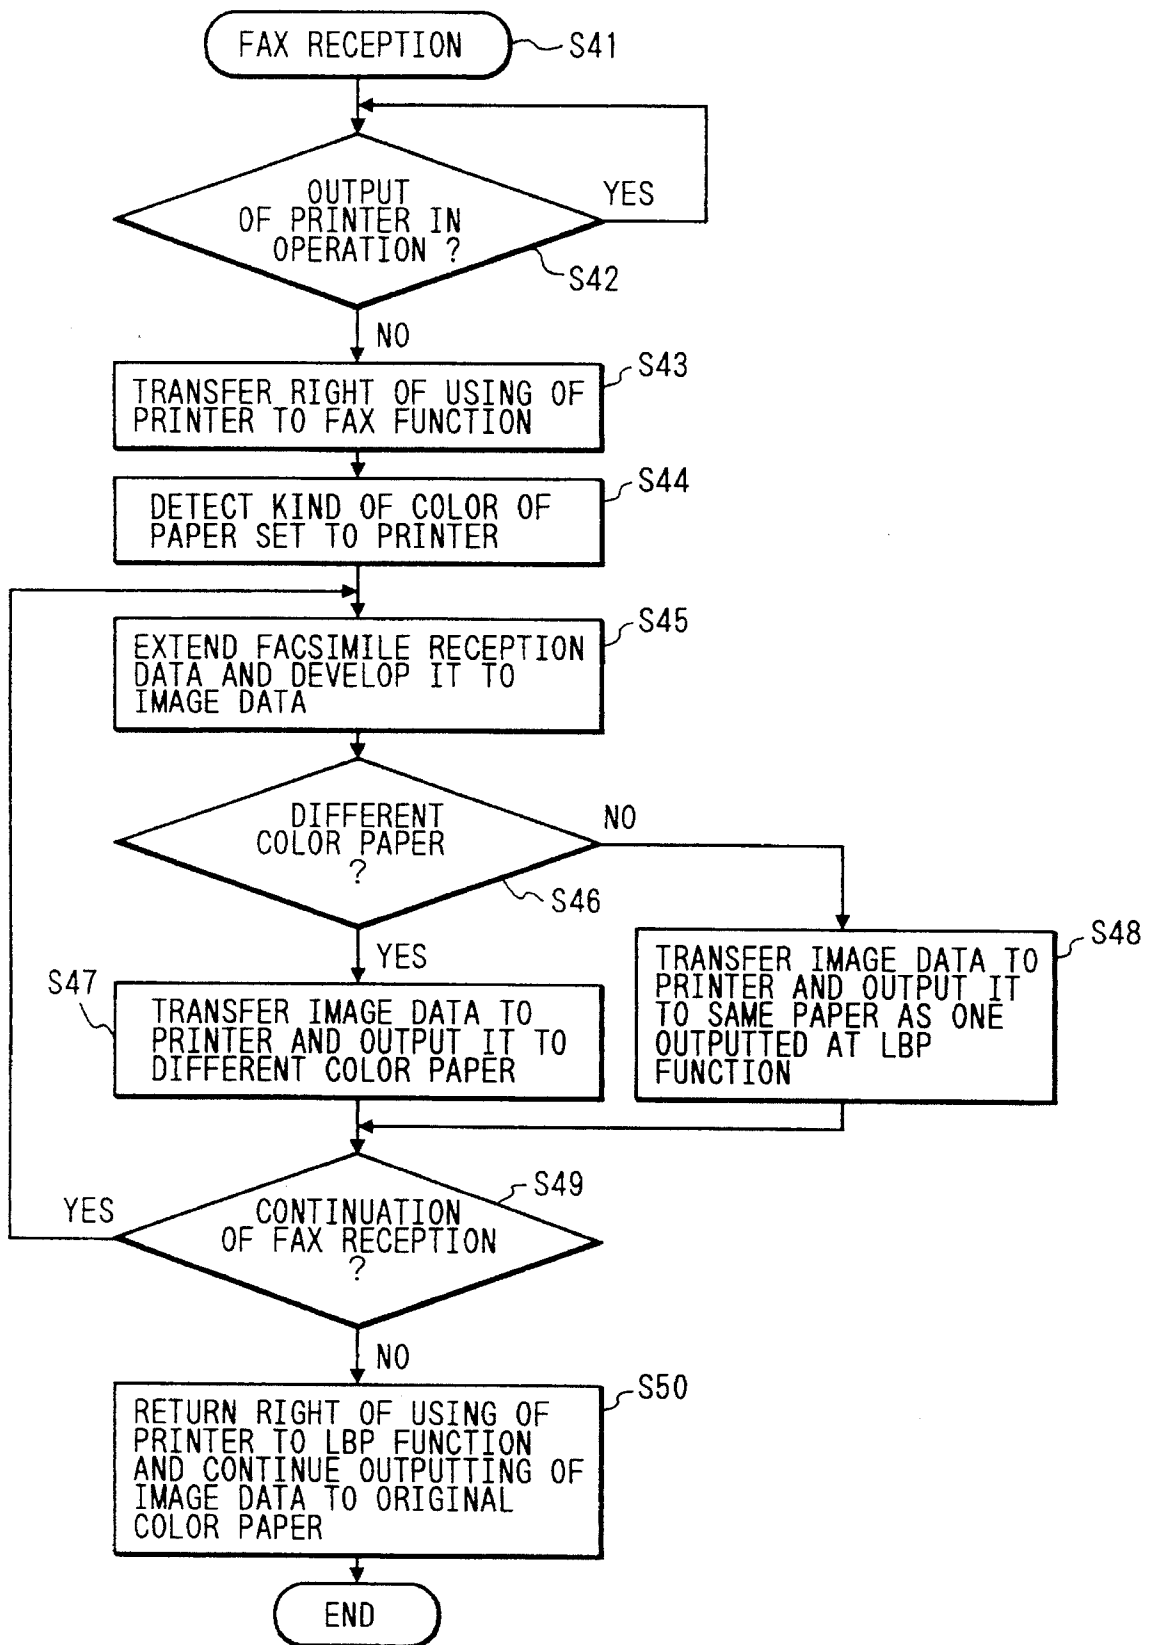 FAX RECEPTION
S41
OUTPUT
OF PRINTER IN
OPERATION ?
YES
S42
NO
S43
TRANSFER RIGHT OF USING OF
PRINTER TO FAX FUNCTION
S44
DETECT KIND OF COLOR OF
PAPER SET TO PRINTER
S45
EXTEND FACSIMILE RECEPTION
DATA AND DEVELOP IT TO
IMAGE DATA
DIFFERENT
COLOR PAPER
?
NO
S46
YES
S47
TRANSFER IMAGE DATA TO
PRINTER AND OUTPUT IT TO
DIFFERENT COLOR PAPER
S48
TRANSFER IMAGE DATA TO
PRINTER AND OUTPUT IT
TO SAME PAPER AS ONE
OUTPUTTED AT LBP
FUNCTION
S49
YES
CONTINUATION
OF FAX RECEPTION
?
NO
S50
RETURN RIGHT OF USING OF
PRINTER TO LBP FUNCTION
AND CONTINUE OUTPUTTING OF
IMAGE DATA TO ORIGINAL
COLOR PAPER
END